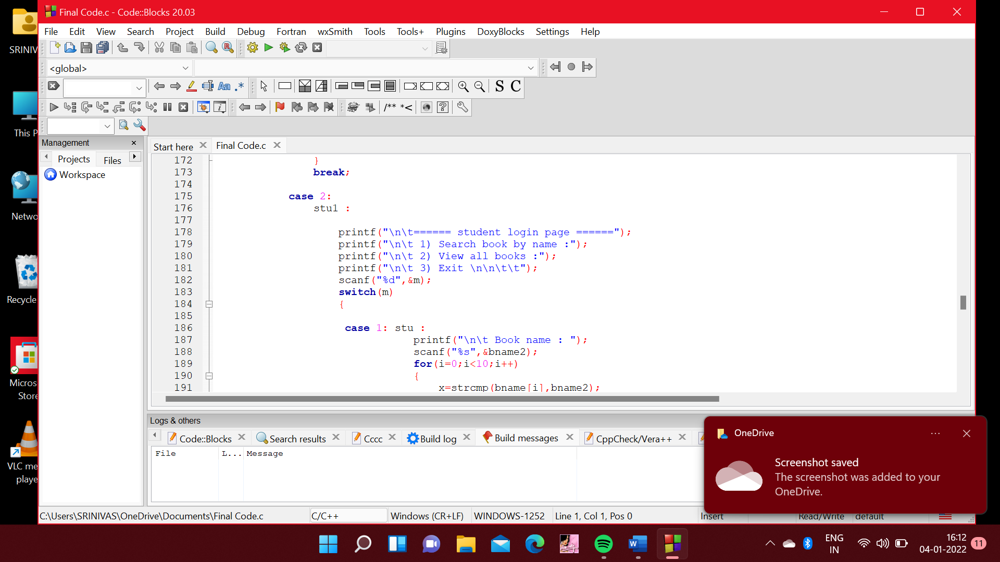 Final Code.c - Code::Blocks 20.03
File Edit View Search Project Build Debug Fortran wxSmith Tools Tools+ Plugins DoxyBlocks Settings Help
<global>
Aa .* S C
/** *<
Management
Projects Files
Workspace
Start here Final Code.c
172 }
173 break;
174
175 case 2:
176 stu1 :
177
178 printf("\n\t====== student login page ======");
179 printf("\n\t 1) Search book by name :");
180 printf("\n\t 2) View all books :");
181 printf("\n\t 3) Exit \n\n\t\t");
182 scanf("%d",&m);
183 switch(m)
184 {
185
186 case 1: stu :
187 printf("\n\t Book name : ");
188 scanf("%s",&bname2);
189 for(i=0;i<10;i++)
190 {
191 x=strcmp(bname[i],bname2);
Logs & others
Code::Blocks Search results Cccc Build log Build messages CppCheck/Vera++
File L... Message
C:\Users\SRINIVAS\OneDrive\Documents\Final Code.c C/C++ Windows (CR+LF) WINDOWS-1252 Line 1, Col 1, Pos 0 Insert Read/Write default
OneDrive
Screenshot saved
The screenshot was added to your
OneDrive.
SRINIV
This P
Netwo
Recycle
Micros
Store
VLC me
playe
ENG
IN
16:12
04-01-2022
11